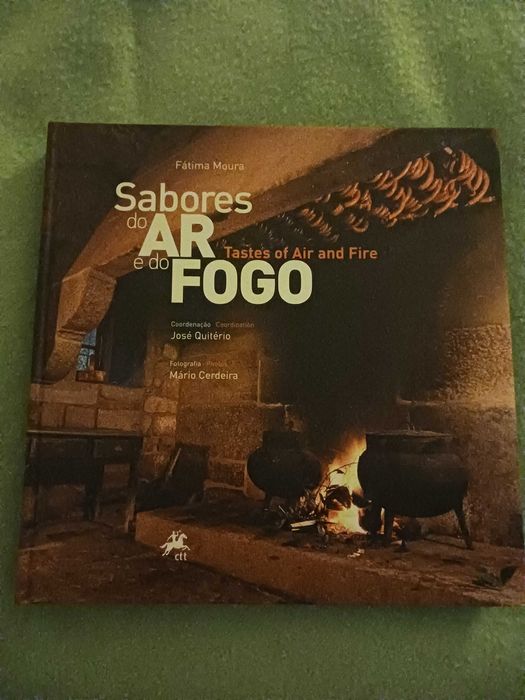 Fátima Moura
Sabores
do AR
Tastes of Air and Fire
e do FOGO
Coordenação Coordination
José Quitério
Fotografia Photos
Mário Cerdeira
ctt